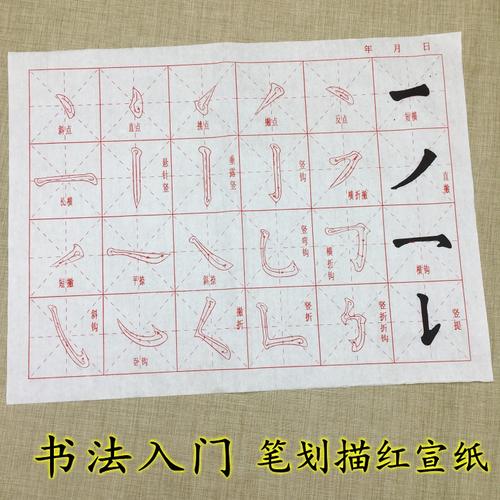 年 月 日
斜点 直点 挑点 撇点 反点 短横
长横 悬针竖 垂露竖 竖钩 横折撇 直撇
短撇 平捺 斜捺 竖弯钩 横折钩 横钩
斜钩 卧钩 撇折 竖折 竖折折钩 竖提
书法入门 笔划描红宣纸